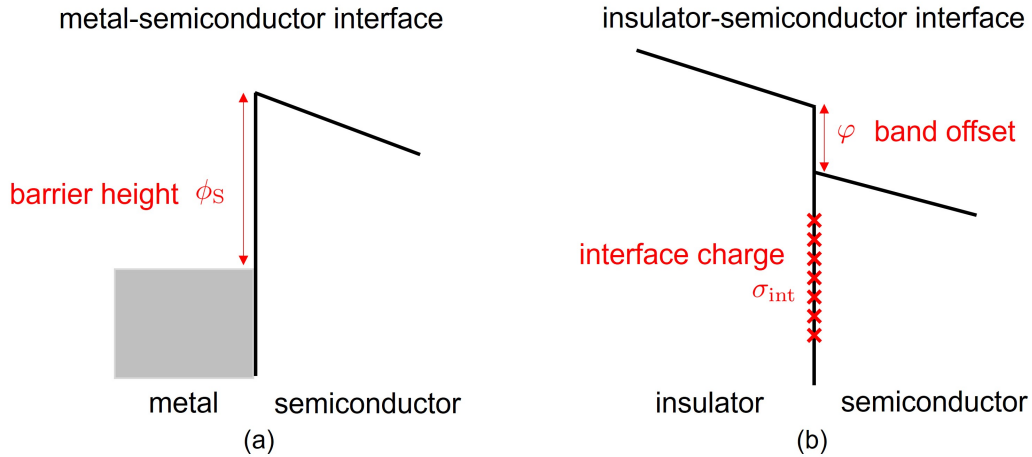 metal-semiconductor interface
barrier height ϕS
metal semiconductor
(a)
insulator-semiconductor interface
φ band offset
interface charge
σint
insulator semiconductor
(b)